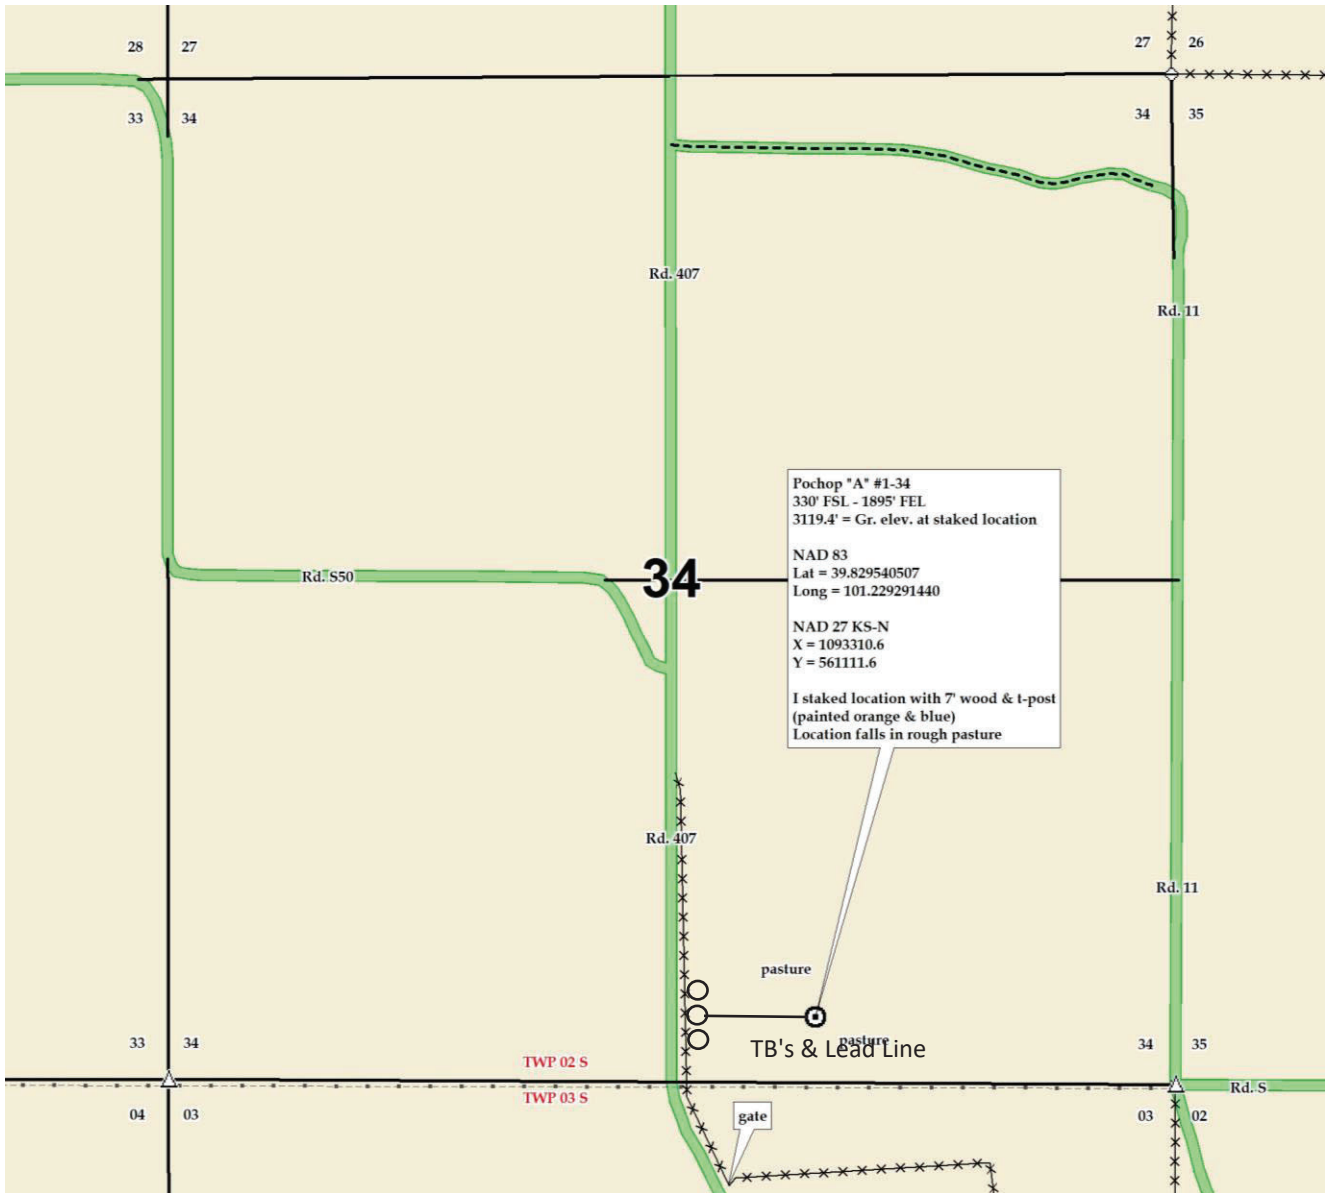 28 27
27 26
33 34
34 35
Rd. 407
Rd. 11
Pochop "A" #1-34
330' FSL - 1895' FEL
3119.4' = Gr. elev. at staked location
NAD 83
Lat = 39.829540507
Long = 101.229291440
NAD 27 KS-N
X = 1093310.6
Y = 561111.6
I staked location with 7' wood & t-post
(painted orange & blue)
Location falls in rough pasture
Rd. S50
34
Rd. 407
Rd. 11
pasture
pasture
TB's & Lead Line
33 34
34 35
TWP 02 S
TWP 03 S
Rd. S
04 03
03 02
gate